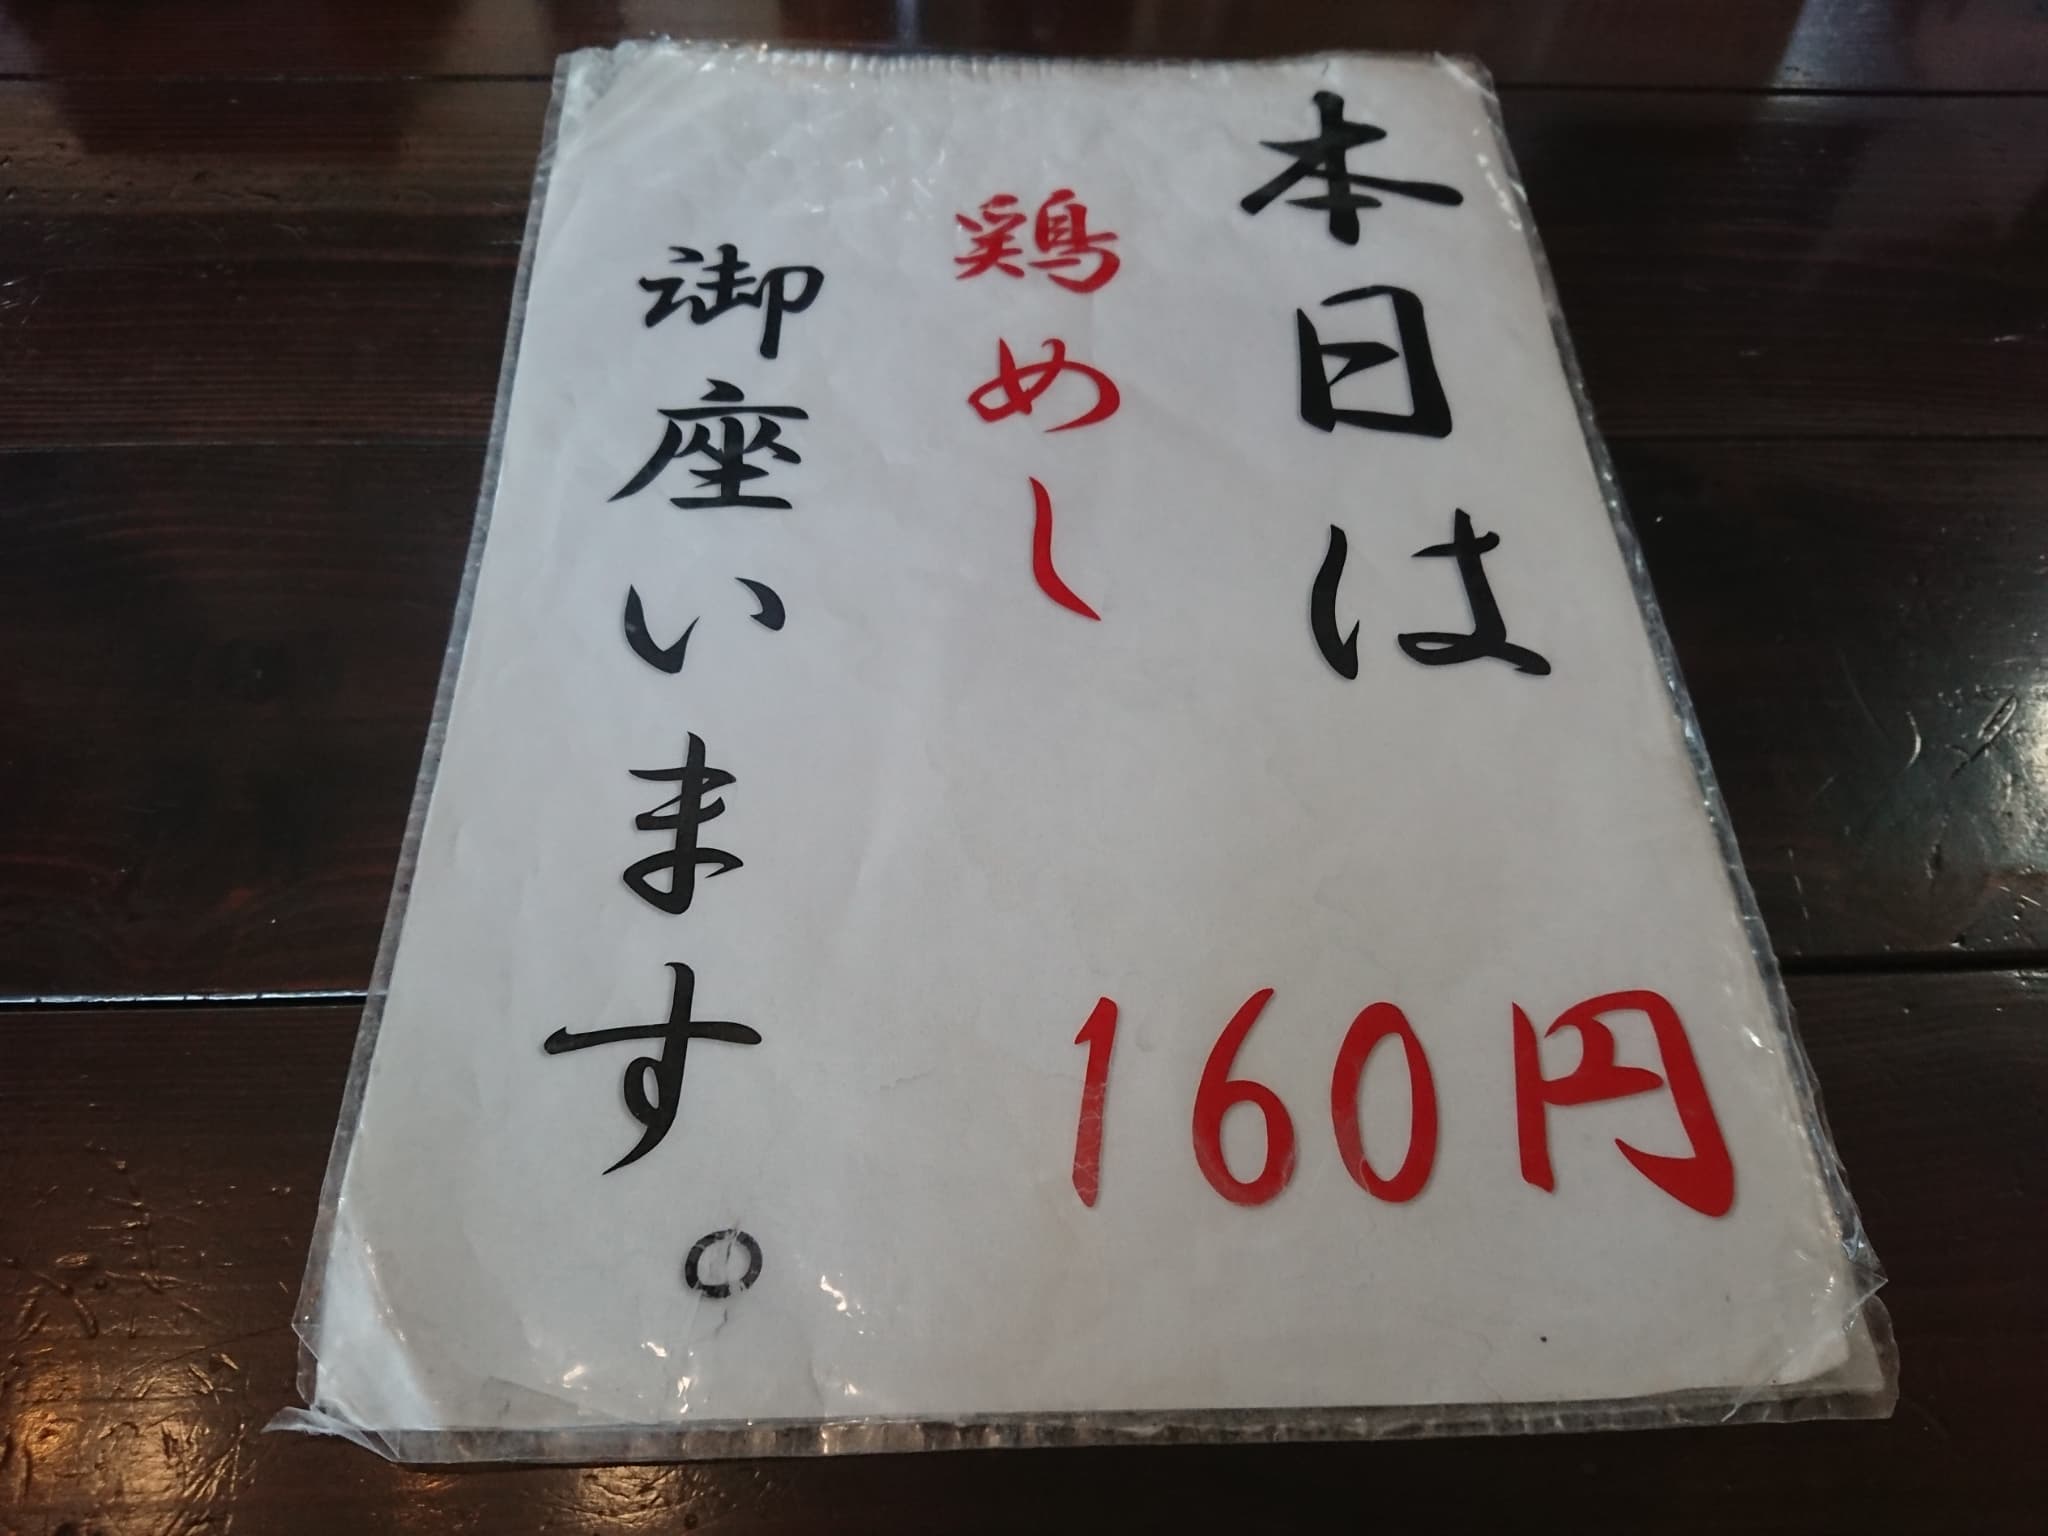 本日は
鶏めし
160円
御座います。